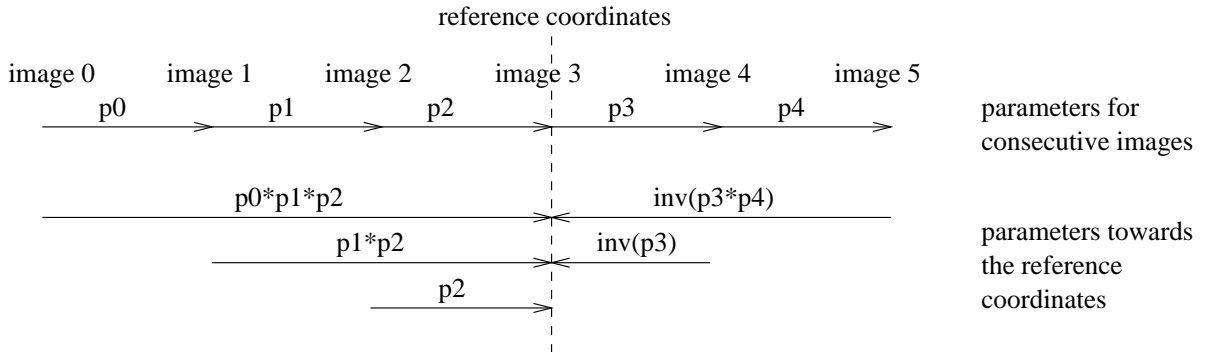 reference coordinates
image 0 image 1 image 2 image 3 image 4 image 5
p0 p1 p2 p3 p4
parameters for
consecutive images
p0*p1*p2 inv(p3*p4)
p1*p2 inv(p3)
p2
parameters towards
the reference
coordinates